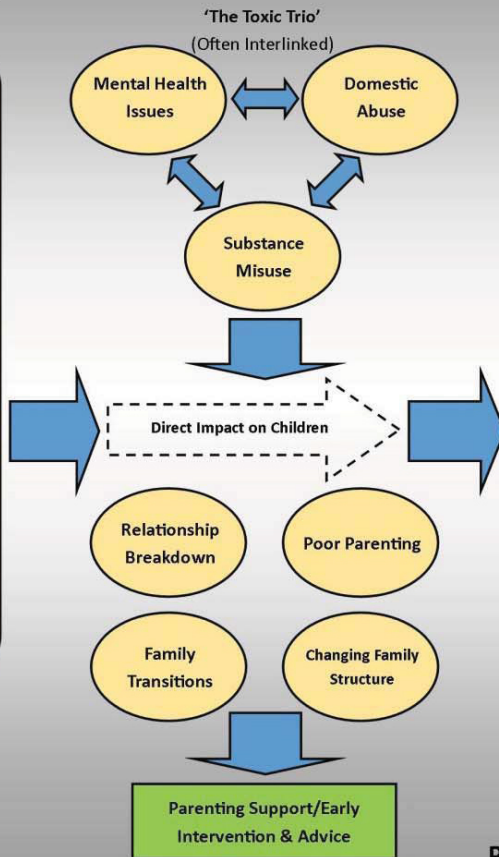 ‘The Toxic Trio’
(Often Interlinked)
Mental Health
Issues
Domestic
Abuse
Substance
Misuse
Direct Impact on Children
Relationship
Breakdown
Poor Parenting
Family
Transitions
Changing Family
Structure
Parenting Support/Early
Intervention & Advice